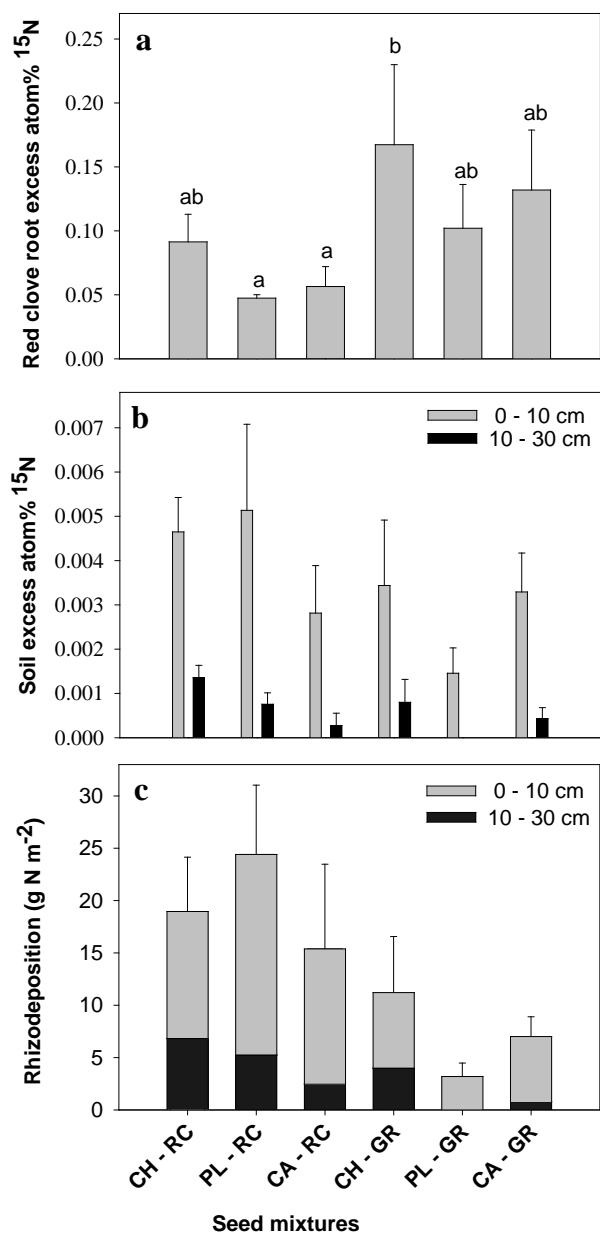 a
Red clove root excess atom% 15N
0.25
0.20
0.15
0.10
0.05
0.00
ab
a
a
b
ab
ab
b
Soil excess atom% 15N
0 - 10 cm
10 - 30 cm
0.007
0.006
0.005
0.004
0.003
0.002
0.001
0.000
c
Rhizodeposition (g N m-2)
0 - 10 cm
10 - 30 cm
30
25
20
15
10
5
0
CH - RC
PL - RC
CA - RC
CH - GR
PL - GR
CA - GR
Seed mixtures